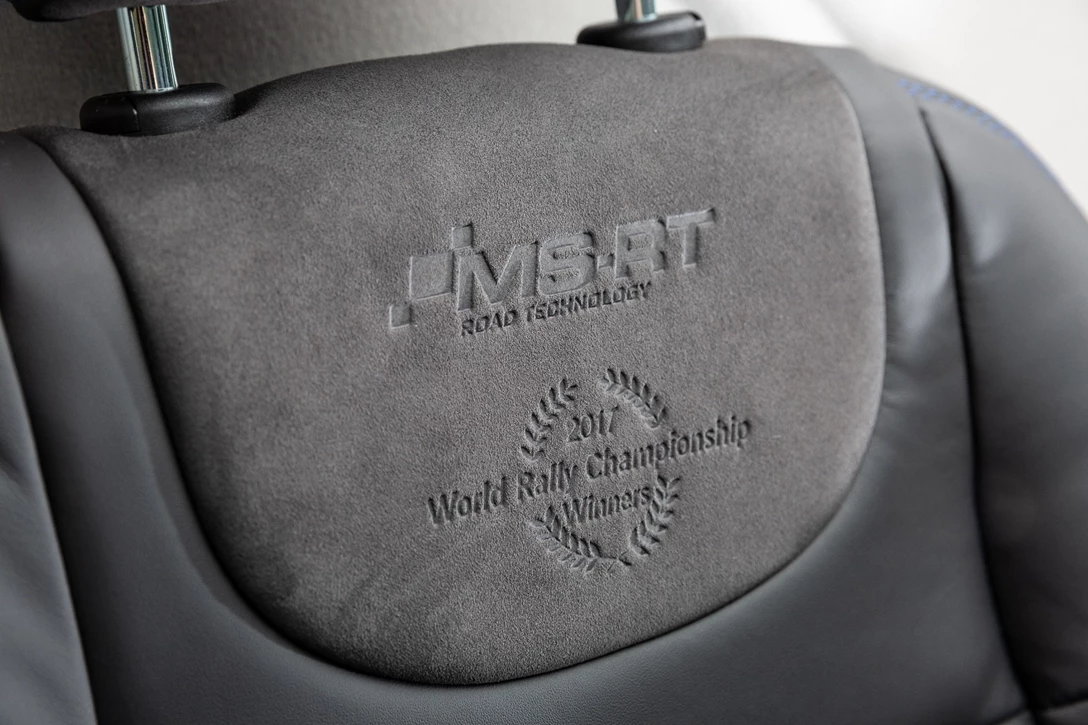 MS-RT
ROAD TECHNOLOGY
2017
World Rally Championship
Winners